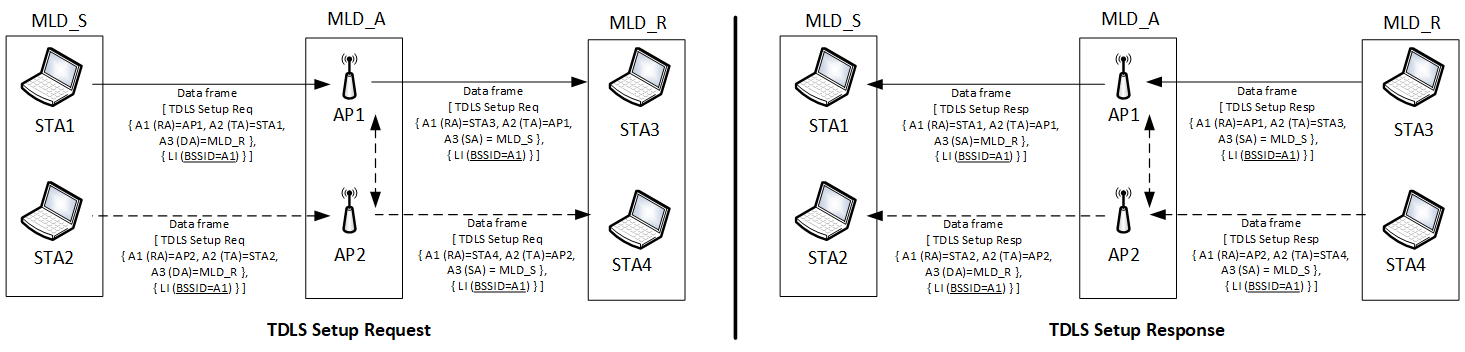 MLD_S
MLD_A
MLD_R
STA1
AP1
STA3
Data frame
[ TDLS Setup Req
{ A1 (RA)=AP1, A2 (TA)=STA1,
A3 (DA)=MLD_R },
{ LI (BSSID=A1) } ]
Data frame
[ TDLS Setup Req
{ A1 (RA)=STA3, A2 (TA)=AP1,
A3 (SA) = MLD_S },
{ LI (BSSID=A1) } ]
STA2
AP2
STA4
Data frame
[ TDLS Setup Req
{ A1 (RA)=AP2, A2 (TA)=STA2,
A3 (DA)=MLD_R },
{ LI (BSSID=A1) } ]
Data frame
[ TDLS Setup Req
{ A1 (RA)=STA4, A2 (TA)=AP2,
A3 (SA) = MLD_S },
{ LI (BSSID=A1) } ]
TDLS Setup Request
MLD_S
MLD_A
MLD_R
STA1
AP1
STA3
Data frame
[ TDLS Setup Resp
{ A1 (RA)=STA1, A2 (TA)=AP1,
A3 (SA)=MLD_R },
{ LI (BSSID=A1) } ]
Data frame
[ TDLS Setup Resp
{ A1 (RA)=AP1, A2 (TA)=STA3,
A3 (SA) = MLD_S },
{ LI (BSSID=A1) } ]
STA2
AP2
STA4
Data frame
[ TDLS Setup Resp
{ A1 (RA)=STA2, A2 (TA)=AP2,
A3 (DA)=MLD_R },
{ LI (BSSID=A1) } ]
Data frame
[ TDLS Setup Resp
{ A1 (RA)=AP2, A2 (TA)=STA4,
A3 (SA) = MLD_S },
{ LI (BSSID=A1) } ]
TDLS Setup Response